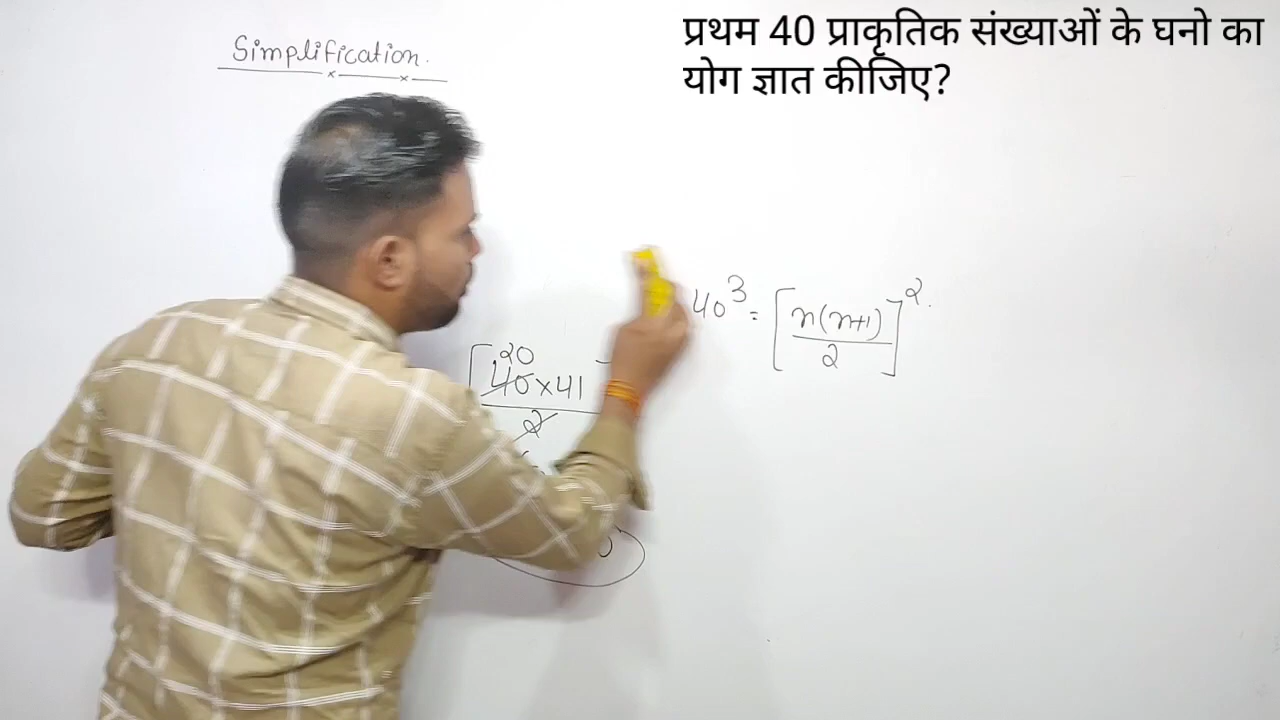 Simplification.
प्रथम 40 प्राकृतिक संख्याओं के घनो का
योग ज्ञात कीजिए?
40³ = [n(n+1)/2]².
20
[40×41
2